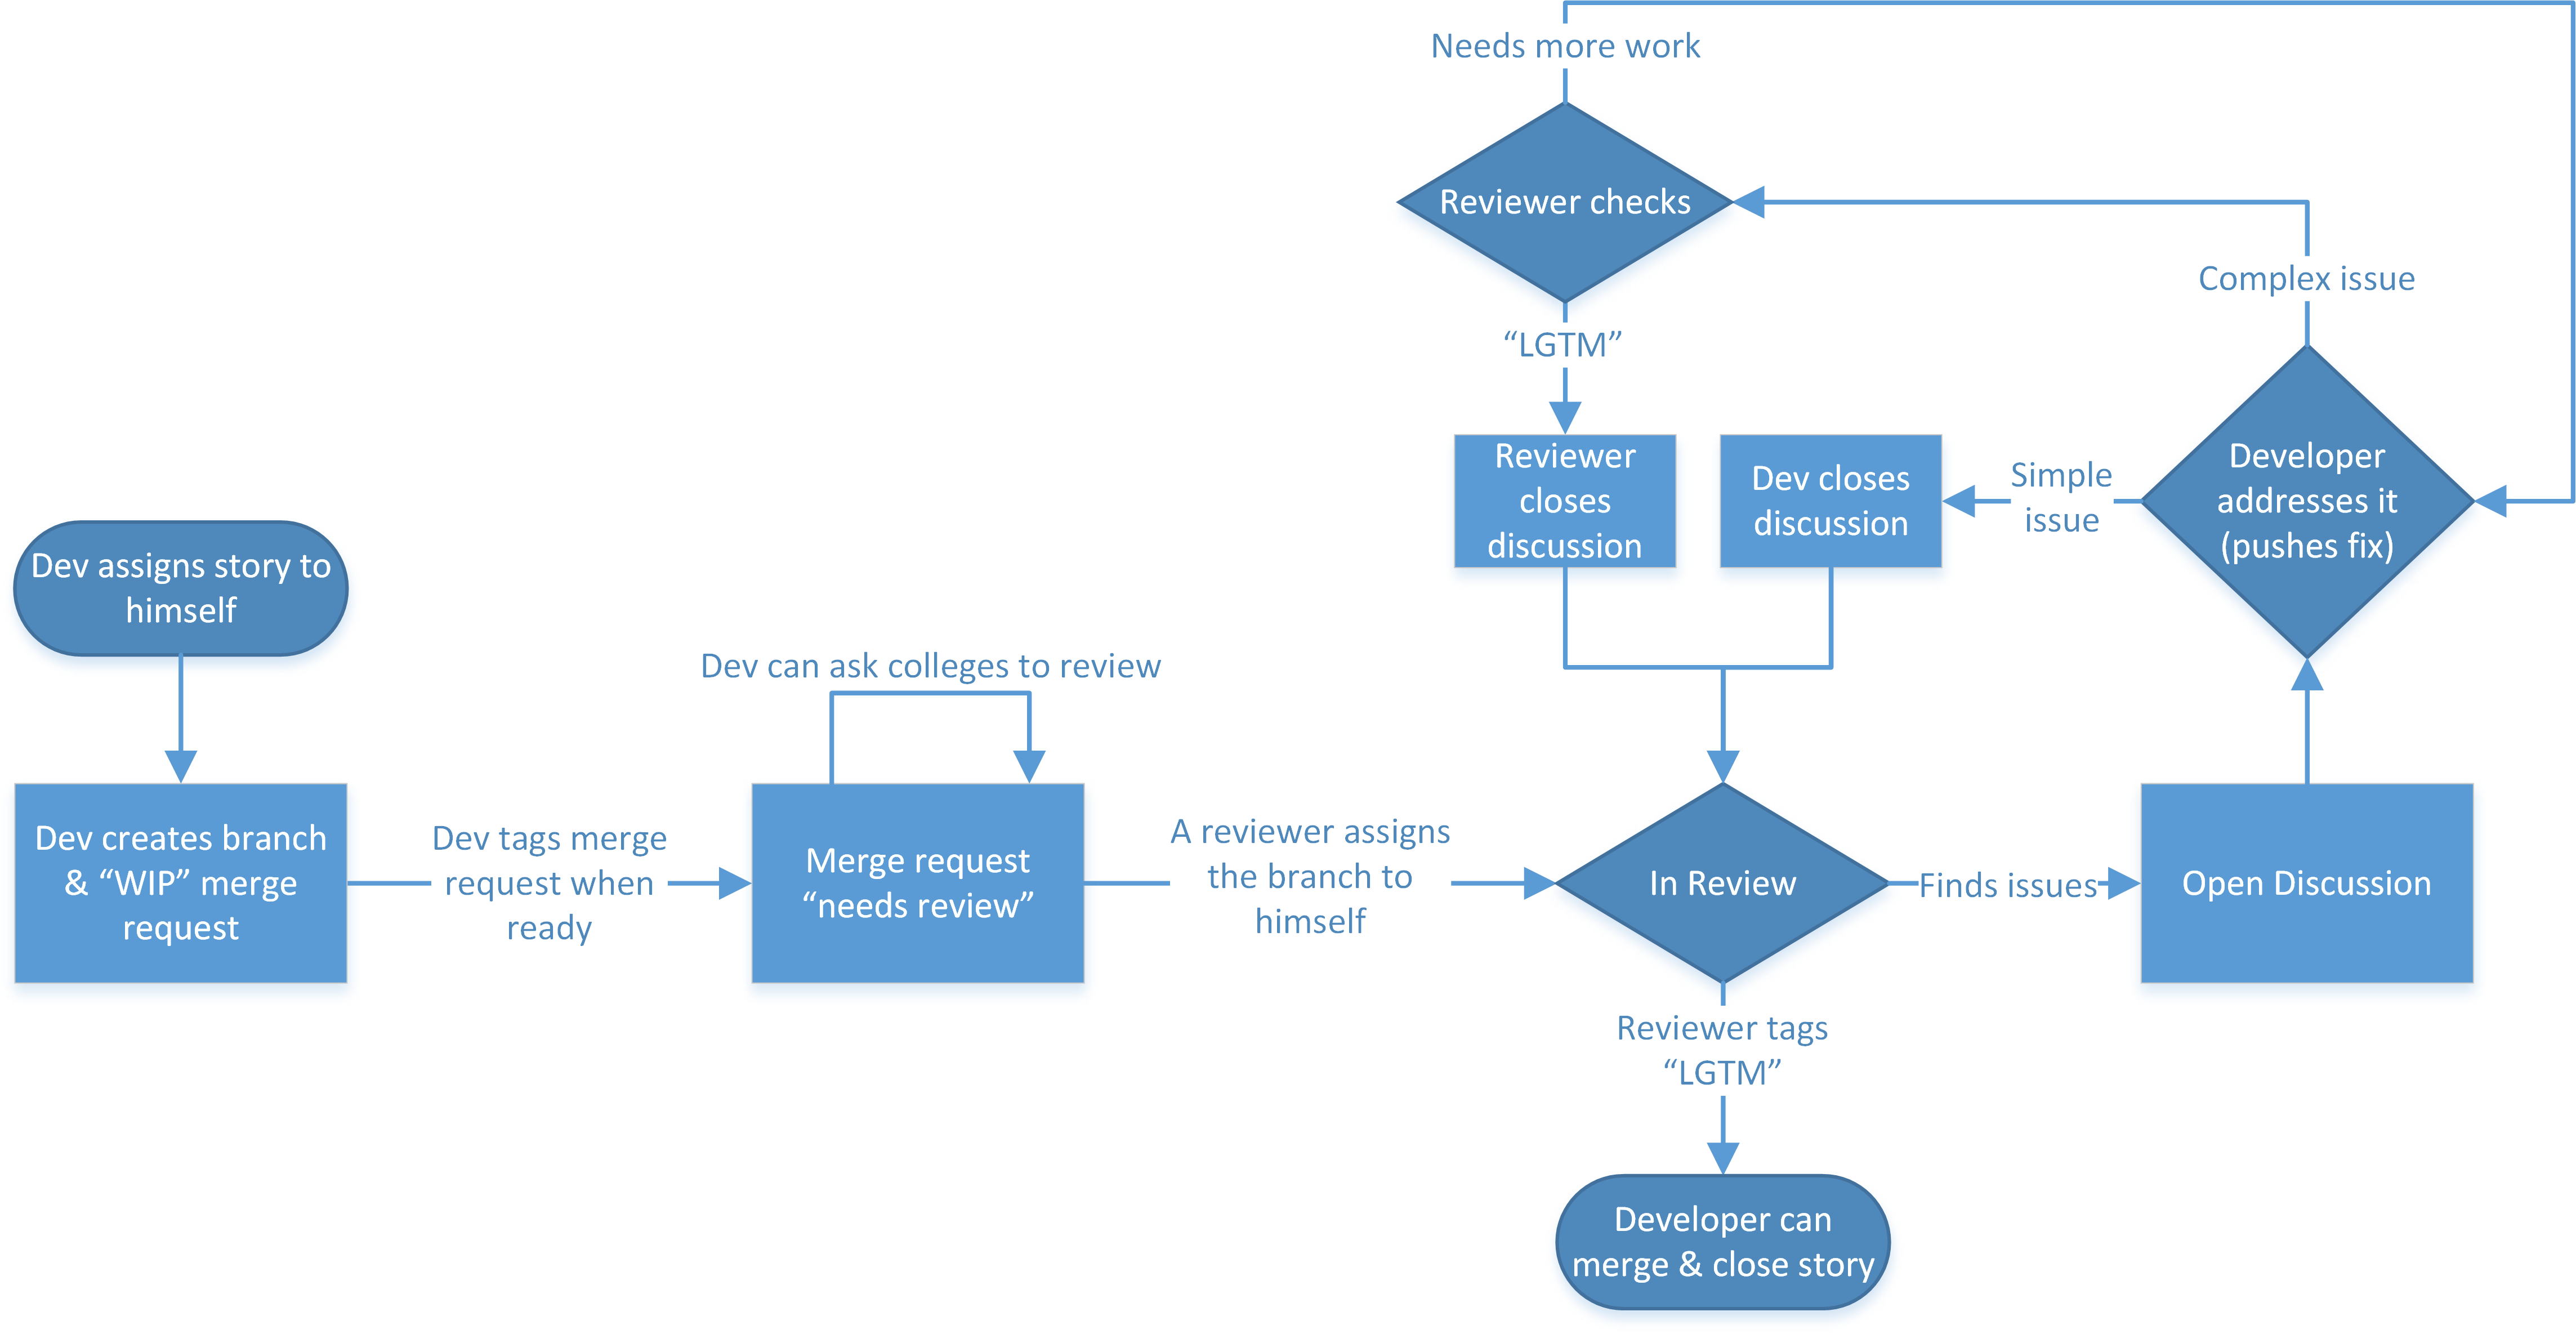 Needs more work
Reviewer checks
Complex issue
“LGTM”
Reviewer
closes
discussion
Dev closes
discussion
Simple
issue
Developer
addresses it
(pushes fix)
Dev assigns story to
himself
Dev can ask colleges to review
Dev creates branch
& “WIP” merge
request
Dev tags merge
request when
ready
Merge request
“needs review”
A reviewer assigns
the branch to
himself
In Review
Finds issues
Open Discussion
Reviewer tags
“LGTM”
Developer can
merge & close story